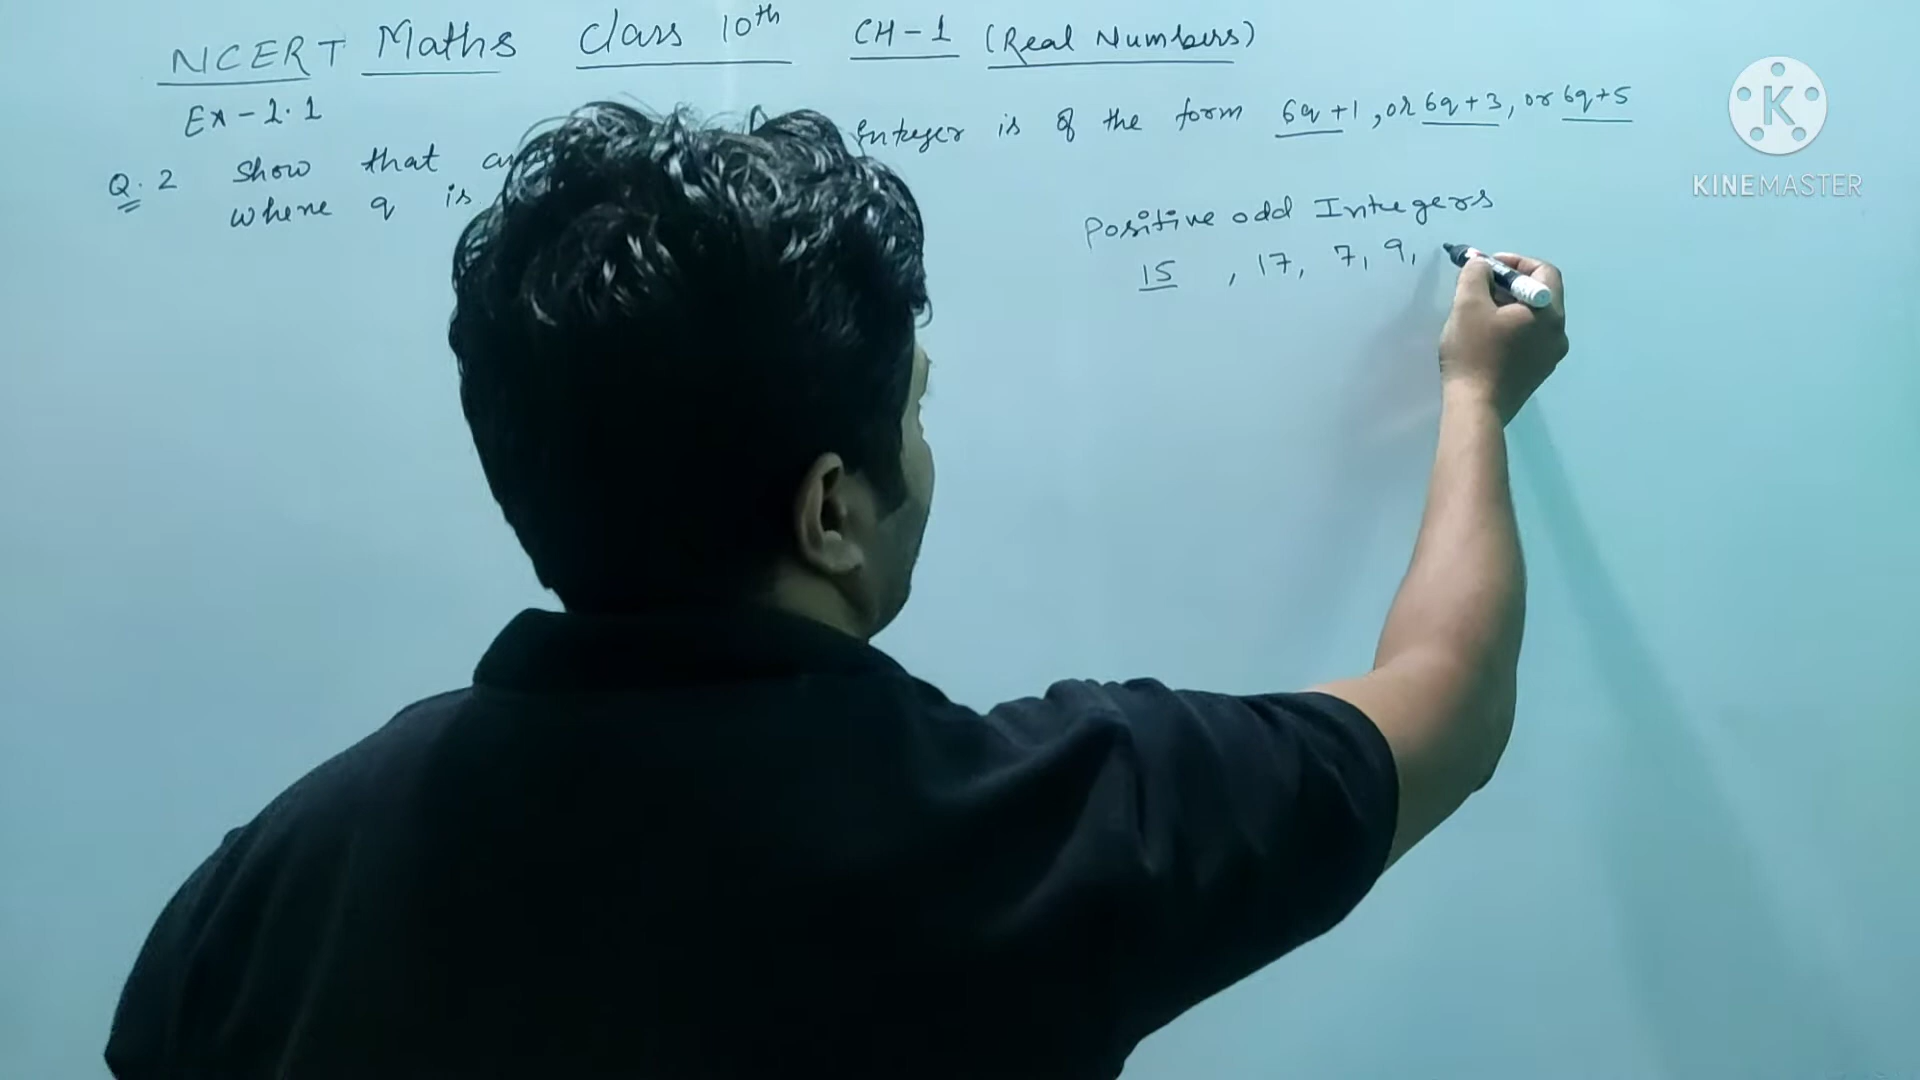 NCERT Maths Class 10th CH-1 (Real Numbers)
Ex-1.1
Q.2 Show that Integer is of the form 6q+1, or 6q+3, or 6q+5
where q is
Positive odd Integers
15, 17, 7, 9,
K
KINEMASTER